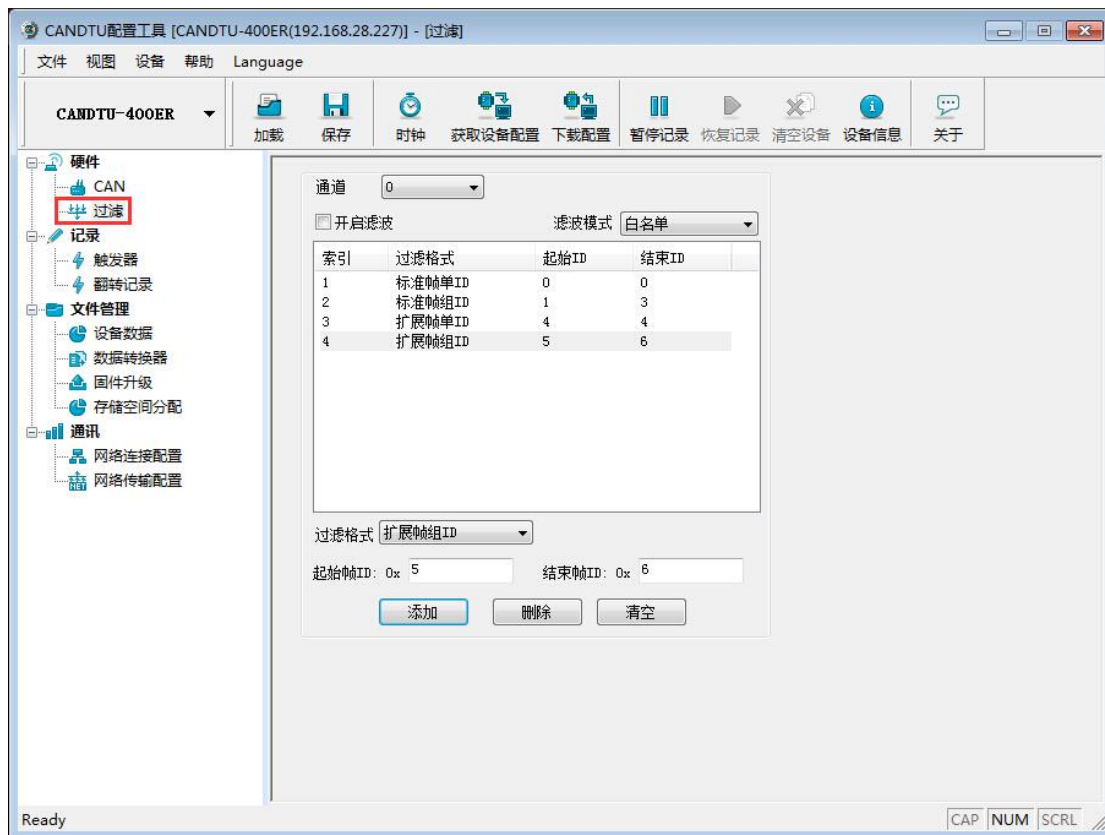 CANDTU配置工具 [CANDTU-400ER(192.168.28.227)] - [过滤]
文件 视图 设备 帮助 Language
CANDTU-400ER
加载 保存 时钟 获取设备配置 下载配置 暂停记录 恢复记录 清空设备 设备信息 关于
硬件
CAN
过滤
记录
触发器
翻转记录
文件管理
设备数据
数据转换器
固件升级
存储空间分配
通讯
网络连接配置
网络传输配置
通道 0
开启滤波 滤波模式 白名单
索引 过滤格式 起始ID 结束ID
1 标准帧单ID 0 0
2 标准帧组ID 1 3
3 扩展帧单ID 4 4
4 扩展帧组ID 5 6
过滤格式 扩展帧组ID
起始帧ID: 0x 5 结束帧ID: 0x 6
添加 删除 清空
Ready CAP NUM SCRL